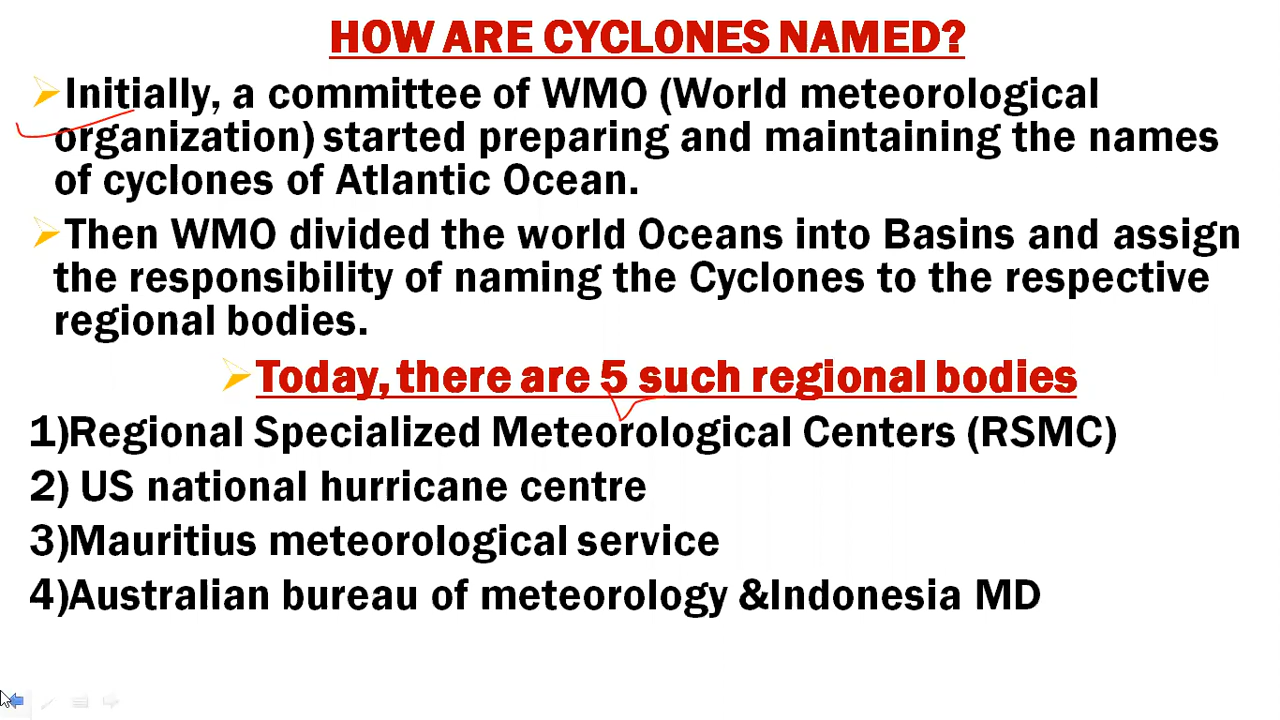 HOW ARE CYCLONES NAMED?
Initially, a committee of WMO (World meteorological
organization) started preparing and maintaining the names
of cyclones of Atlantic Ocean.
Then WMO divided the world Oceans into Basins and assign
the responsibility of naming the Cyclones to the respective
regional bodies.
Today, there are 5 such regional bodies
1)Regional Specialized Meteorological Centers (RSMC)
2) US national hurricane centre
3)Mauritius meteorological service
4)Australian bureau of meteorology &Indonesia MD